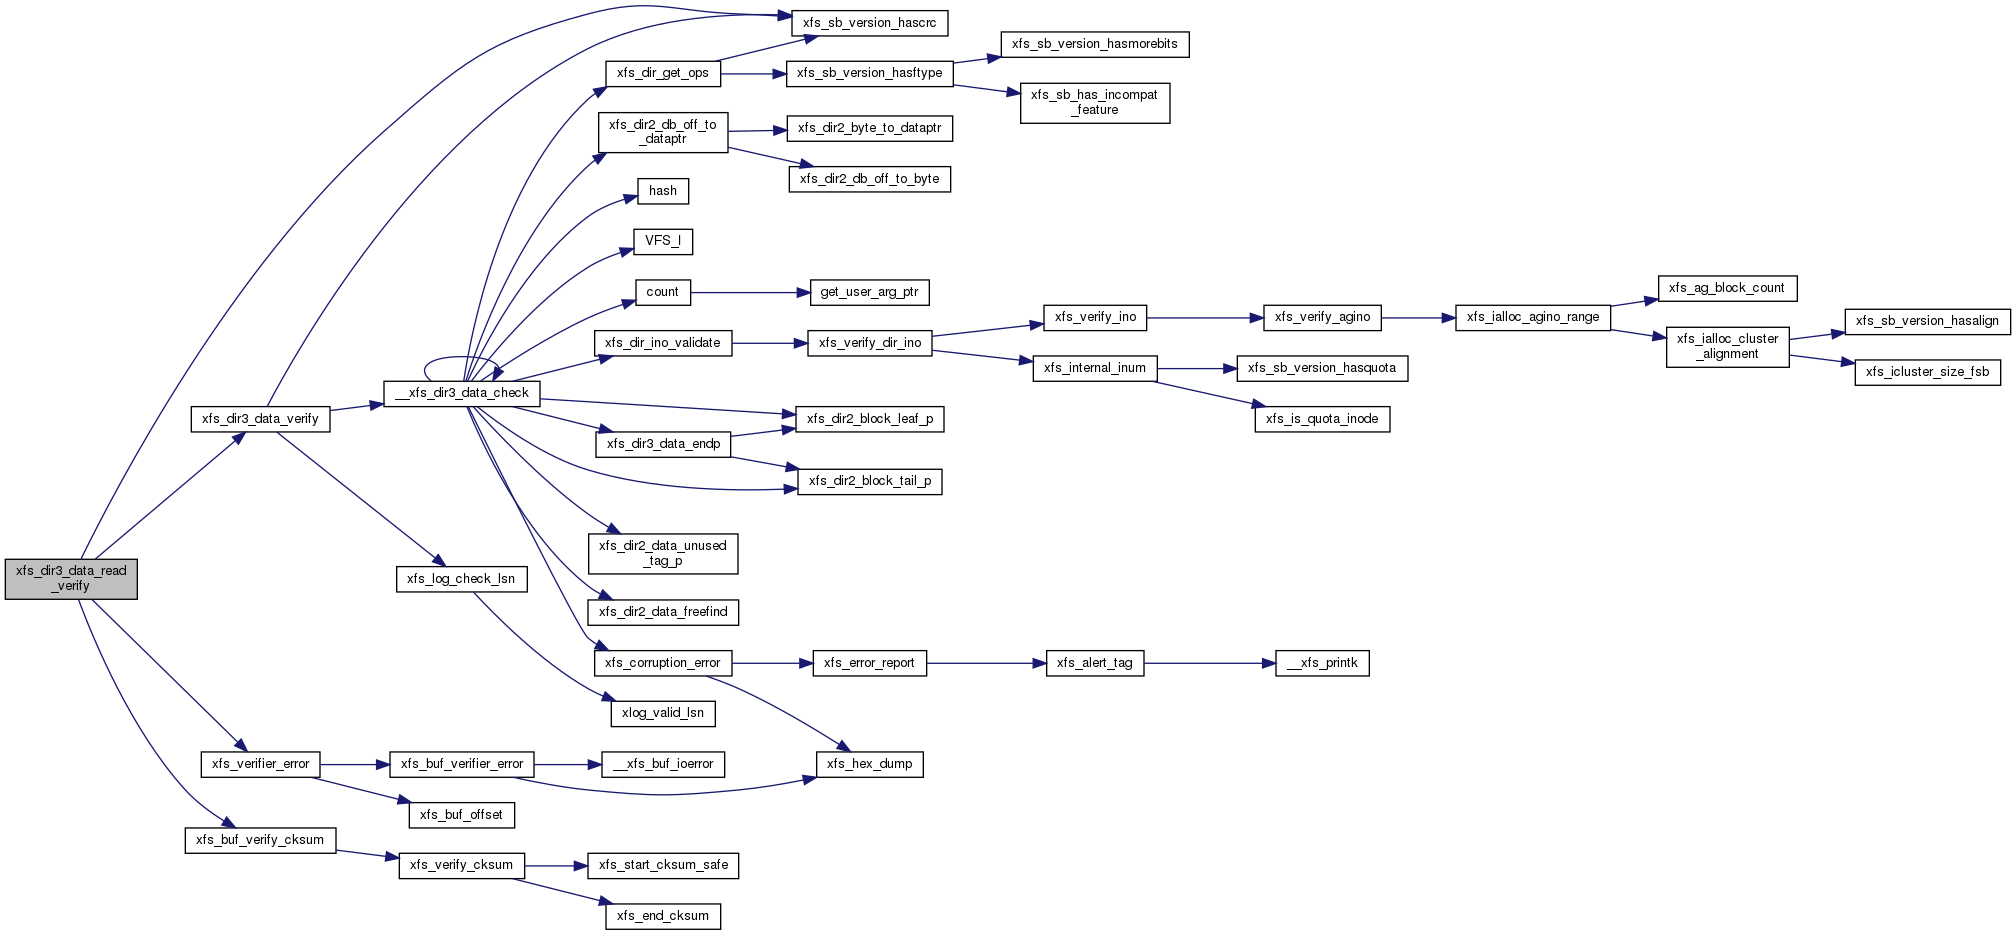 xfs_sb_version_hascrc
xfs_sb_version_hasmorebits
xfs_dir_get_ops
xfs_sb_version_hasftype
xfs_sb_has_incompat
_feature
xfs_dir2_db_off_to
_dataptr
xfs_dir2_byte_to_dataptr
xfs_dir2_db_off_to_byte
hash
VFS_I
count
get_user_arg_ptr
xfs_ag_block_count
xfs_verify_ino
xfs_verify_agino
xfs_ialloc_agino_range
xfs_sb_version_hasalign
xfs_dir_ino_validate
xfs_verify_dir_ino
xfs_ialloc_cluster
_alignment
xfs_internal_inum
xfs_sb_version_hasquota
xfs_icluster_size_fsb
__xfs_dir3_data_check
xfs_dir3_data_verify
xfs_dir2_block_leaf_p
xfs_is_quota_inode
xfs_dir3_data_endp
xfs_dir2_block_tail_p
xfs_dir2_data_unused
_tag_p
xfs_dir3_data_read
_verify
xfs_log_check_lsn
xfs_dir2_data_freefind
xfs_corruption_error
xfs_error_report
xfs_alert_tag
__xfs_printk
xlog_valid_lsn
xfs_verifier_error
xfs_buf_verifier_error
__xfs_buf_ioerror
xfs_hex_dump
xfs_buf_offset
xfs_buf_verify_cksum
xfs_verify_cksum
xfs_start_cksum_safe
xfs_end_cksum